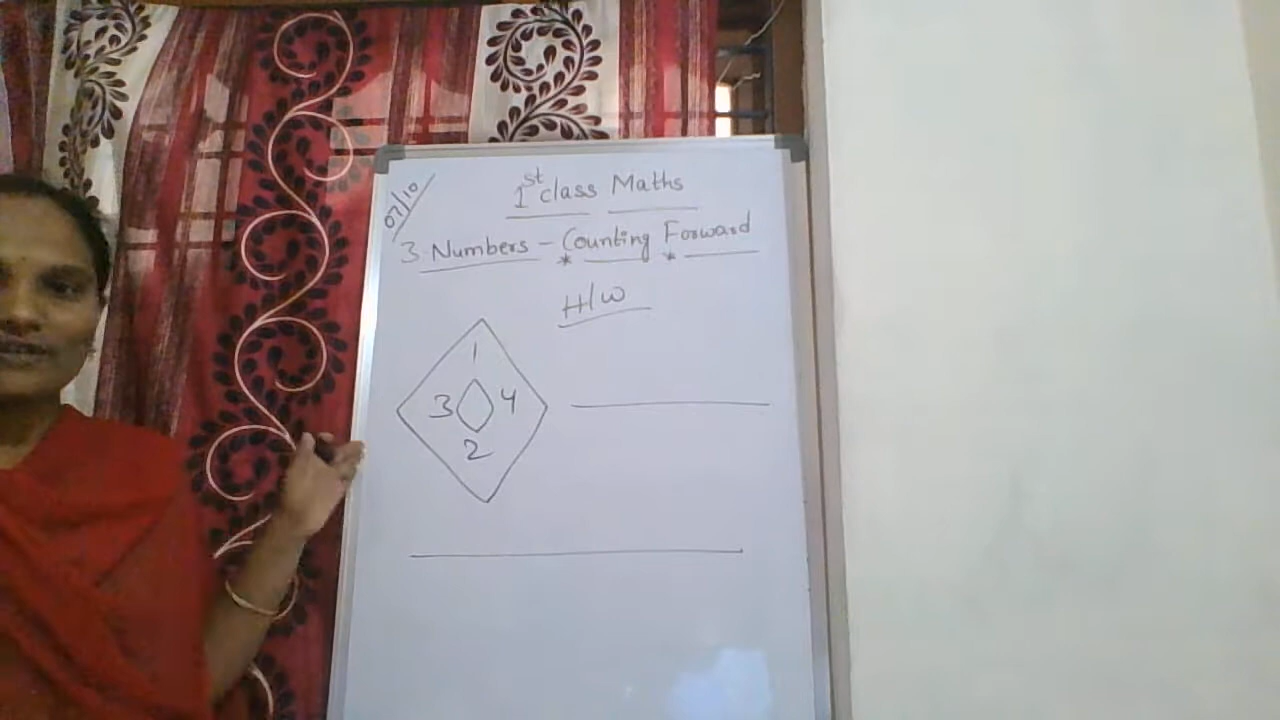 07/10
1st class Maths
3. Numbers - Counting Forward
* *
H/W
1
3 4
2